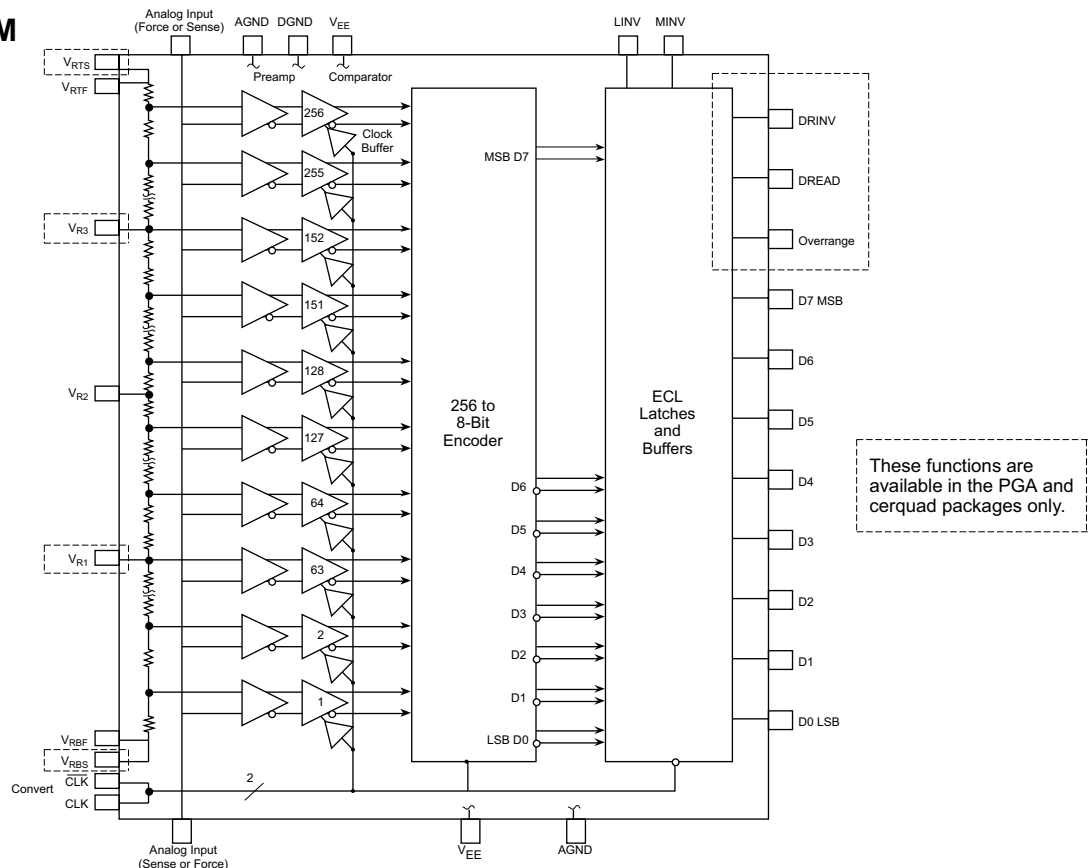 M
Analog Input
(Force or Sense)
AGND
DGND
VEE
LINV
MINV
VRTS
VRTF
Preamp
Comparator
256
Clock
Buffer
255
VR3
152
151
VR2
128
127
64
VR1
63
2
1
VRBF
VRBS
Convert
CLK
CLK
2
MSB D7
256 to
8-Bit
Encoder
D6
D5
D4
D3
D2
D1
LSB D0
ECL
Latches
and
Buffers
DRINV
DREAD
Overrange
D7 MSB
D6
D5
D4
D3
D2
D1
D0 LSB
These functions are
available in the PGA and
cerquad packages only.
Analog Input
(Sense or Force)
VEE
AGND